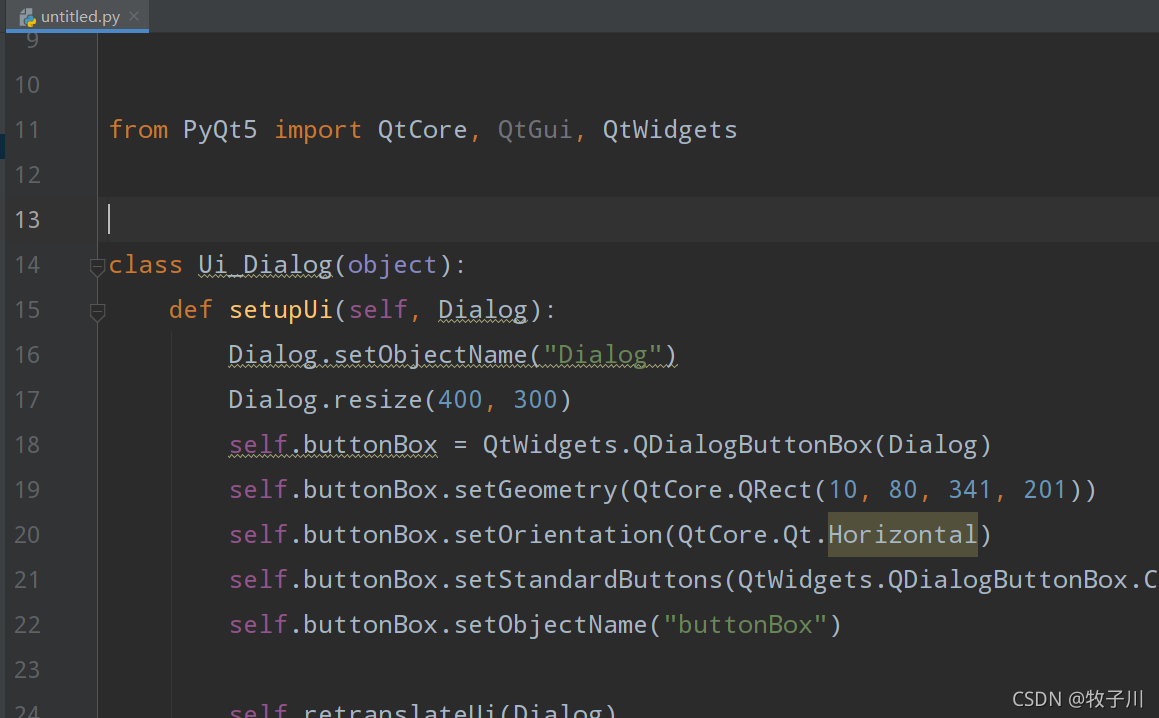 untitled.py
9
10
11 from PyQt5 import QtCore, QtGui, QtWidgets
12
13
14 class Ui_Dialog(object):
15 def setupUi(self, Dialog):
16 Dialog.setObjectName("Dialog")
17 Dialog.resize(400, 300)
18 self.buttonBox = QtWidgets.QDialogButtonBox(Dialog)
19 self.buttonBox.setGeometry(QtCore.QRect(10, 80, 341, 201))
20 self.buttonBox.setOrientation(QtCore.Qt.Horizontal)
21 self.buttonBox.setStandardButtons(QtWidgets.QDialogButtonBox.C
22 self.buttonBox.setObjectName("buttonBox")
23
24 self.retranslateUi(Dialog)
CSDN @牧子川